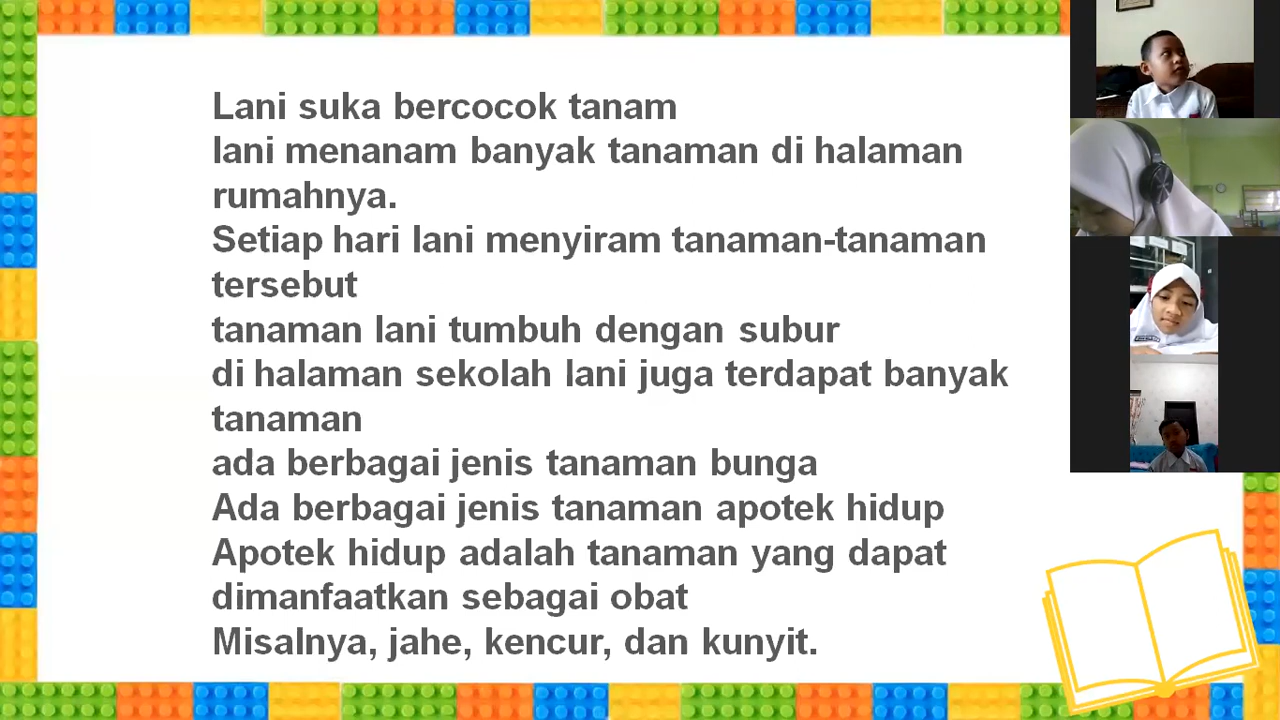 Lani suka bercocok tanam
lani menanam banyak tanaman di halaman
rumahnya.
Setiap hari lani menyiram tanaman-tanaman
tersebut
tanaman lani tumbuh dengan subur
di halaman sekolah lani juga terdapat banyak
tanaman
ada berbagai jenis tanaman bunga
Ada berbagai jenis tanaman apotek hidup
Apotek hidup adalah tanaman yang dapat
dimanfaatkan sebagai obat
Misalnya, jahe, kencur, dan kunyit.